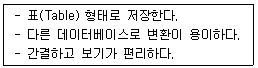 - 표(Table) 형태로 저장한다.
- 다른 데이터베이스로 변환이 용이하다.
- 간결하고 보기가 편리하다.